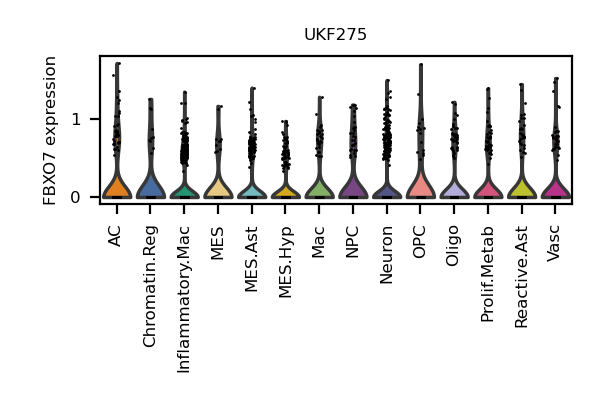 UKF275
FBXO7 expression
1
0
AC
Chromatin.Reg
Inflammatory.Mac
MES
MES.Ast
MES.Hyp
Mac
NPC
Neuron
OPC
Oligo
Prolif.Metab
Reactive.Ast
Vasc